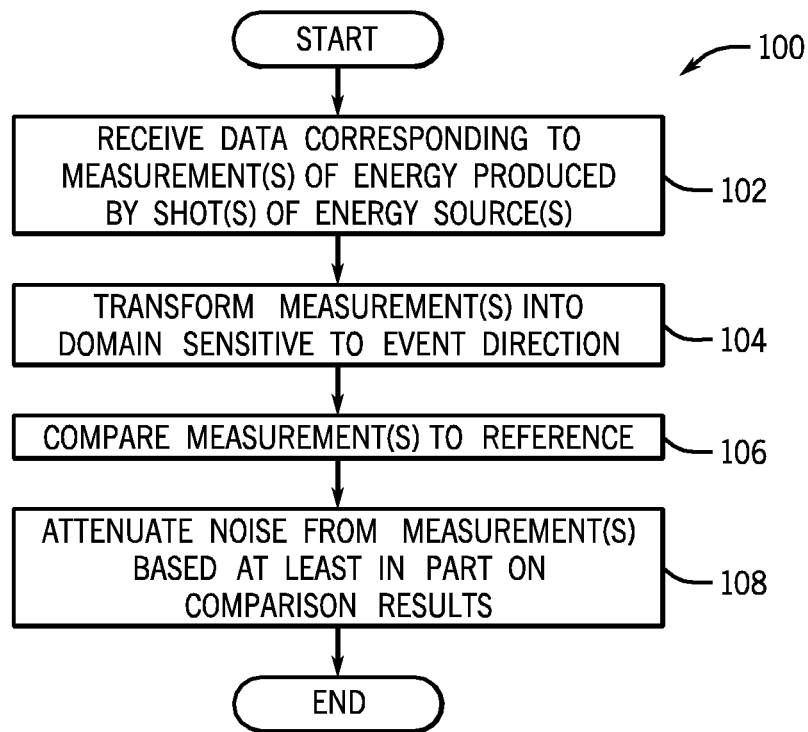 START
100
RECEIVE DATA CORRESPONDING TO
MEASUREMENT(S) OF ENERGY PRODUCED
BY SHOT(S) OF ENERGY SOURCE(S)
102
TRANSFORM MEASUREMENT(S) INTO
DOMAIN SENSITIVE TO EVENT DIRECTION
104
COMPARE MEASUREMENT(S) TO REFERENCE
106
ATTENUATE NOISE FROM MEASUREMENT(S)
BASED AT LEAST IN PART ON
COMPARISON RESULTS
108
END